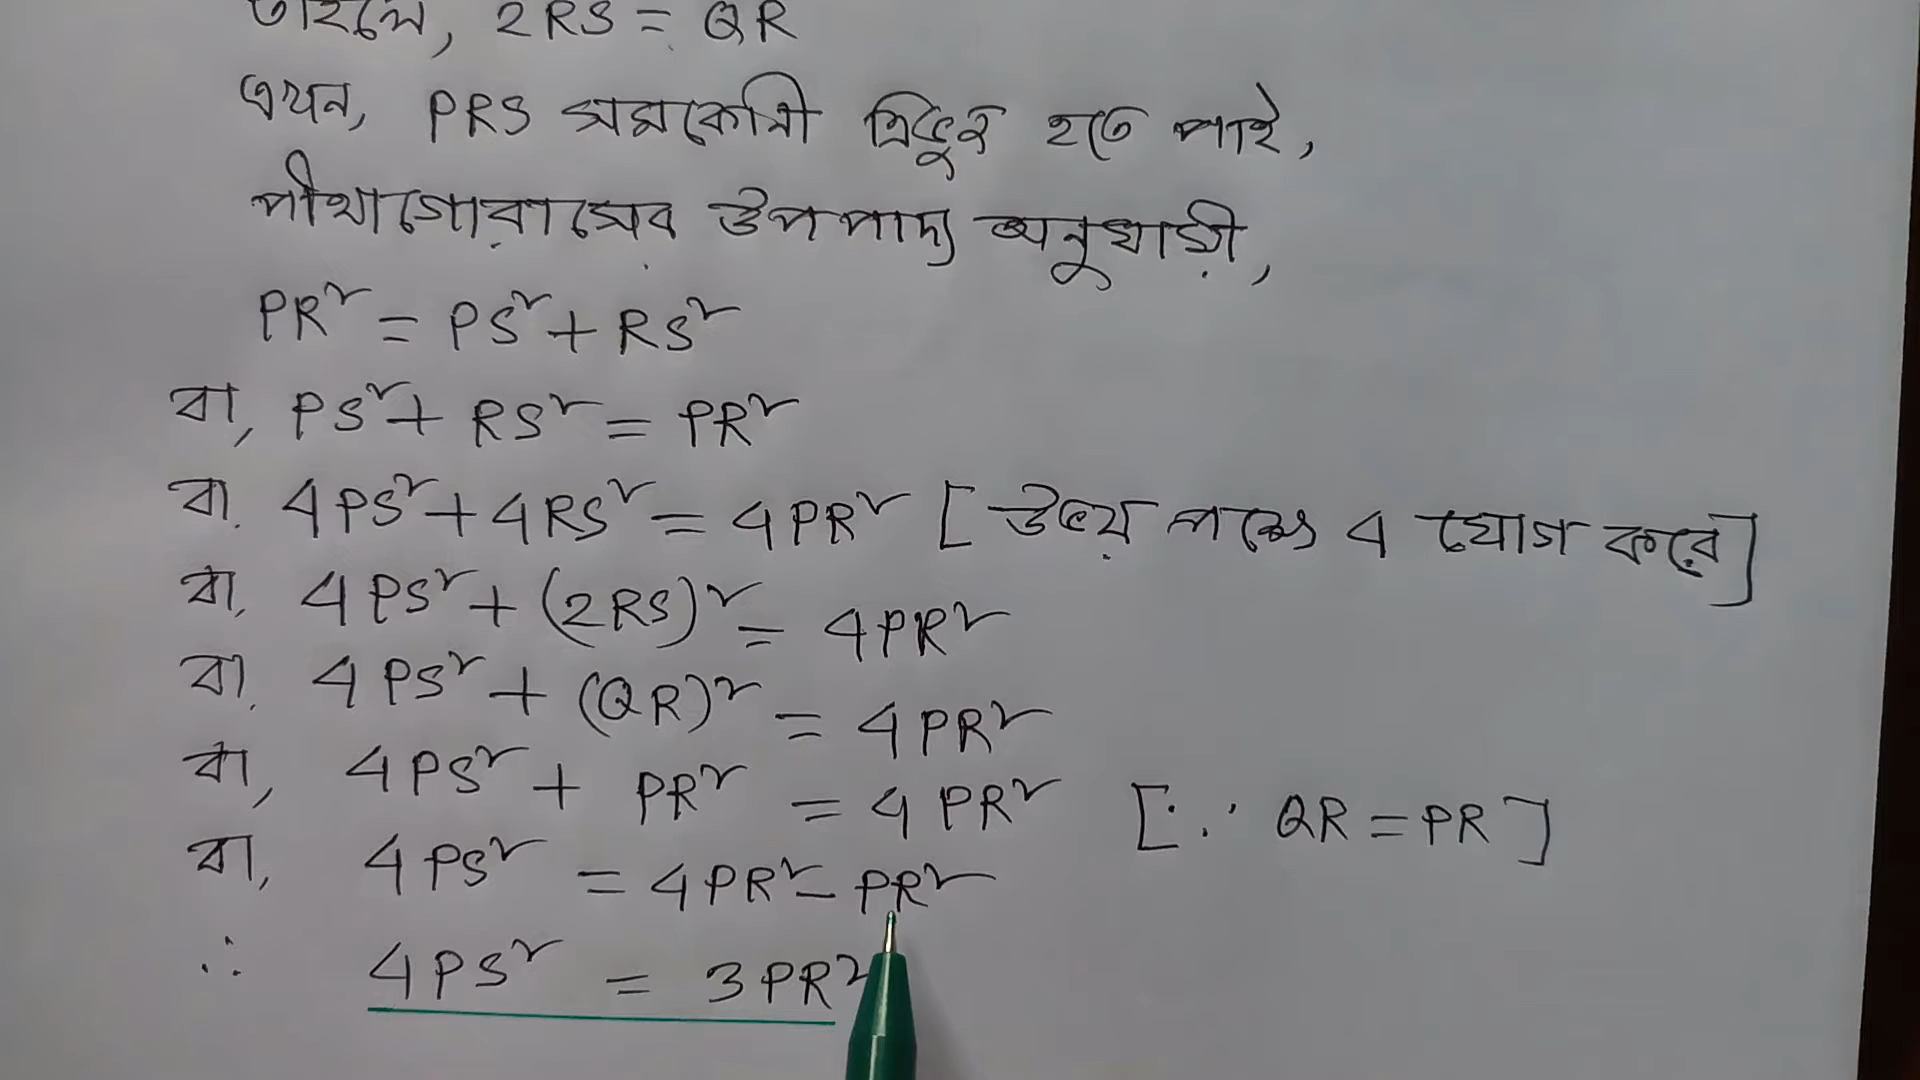 তাহলে, 2RS = QR
এখন, PRS সমকোনী ত্রিভুজ হতে পাই,
পীথাগোরাসের উপপাদ্য অনুযায়ী,
PR² = PS² + RS²
বা, PS² + RS² = PR²
বা, 4PS² + 4RS² = 4PR² [উভয় পক্ষে 4 যোগ করে]
বা, 4PS² + (2RS)² = 4PR²
বা, 4PS² + (QR)² = 4PR²
বা, 4PS² + PR² = 4PR² [∵ QR = PR]
বা, 4PS² = 4PR² - PR²
∴ 4PS² = 3PR²